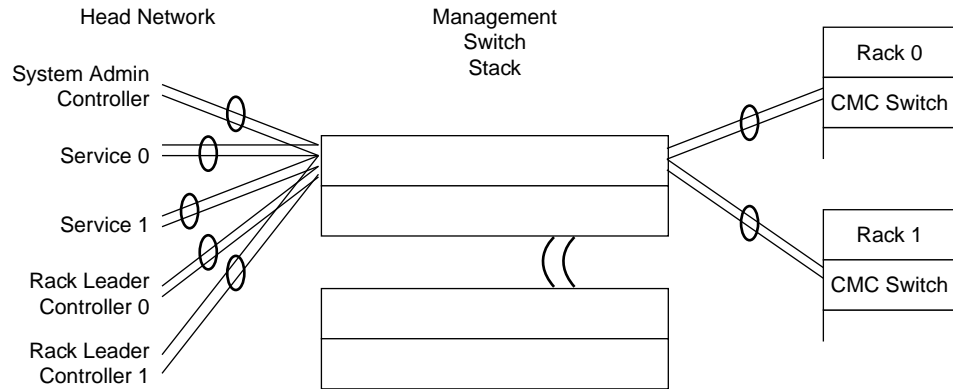 Head Network
Management
Switch
Stack
System Admin
Controller
Service 0
Service 1
Rack Leader
Controller 0
Rack Leader
Controller 1
Rack 0
CMC Switch
Rack 1
CMC Switch